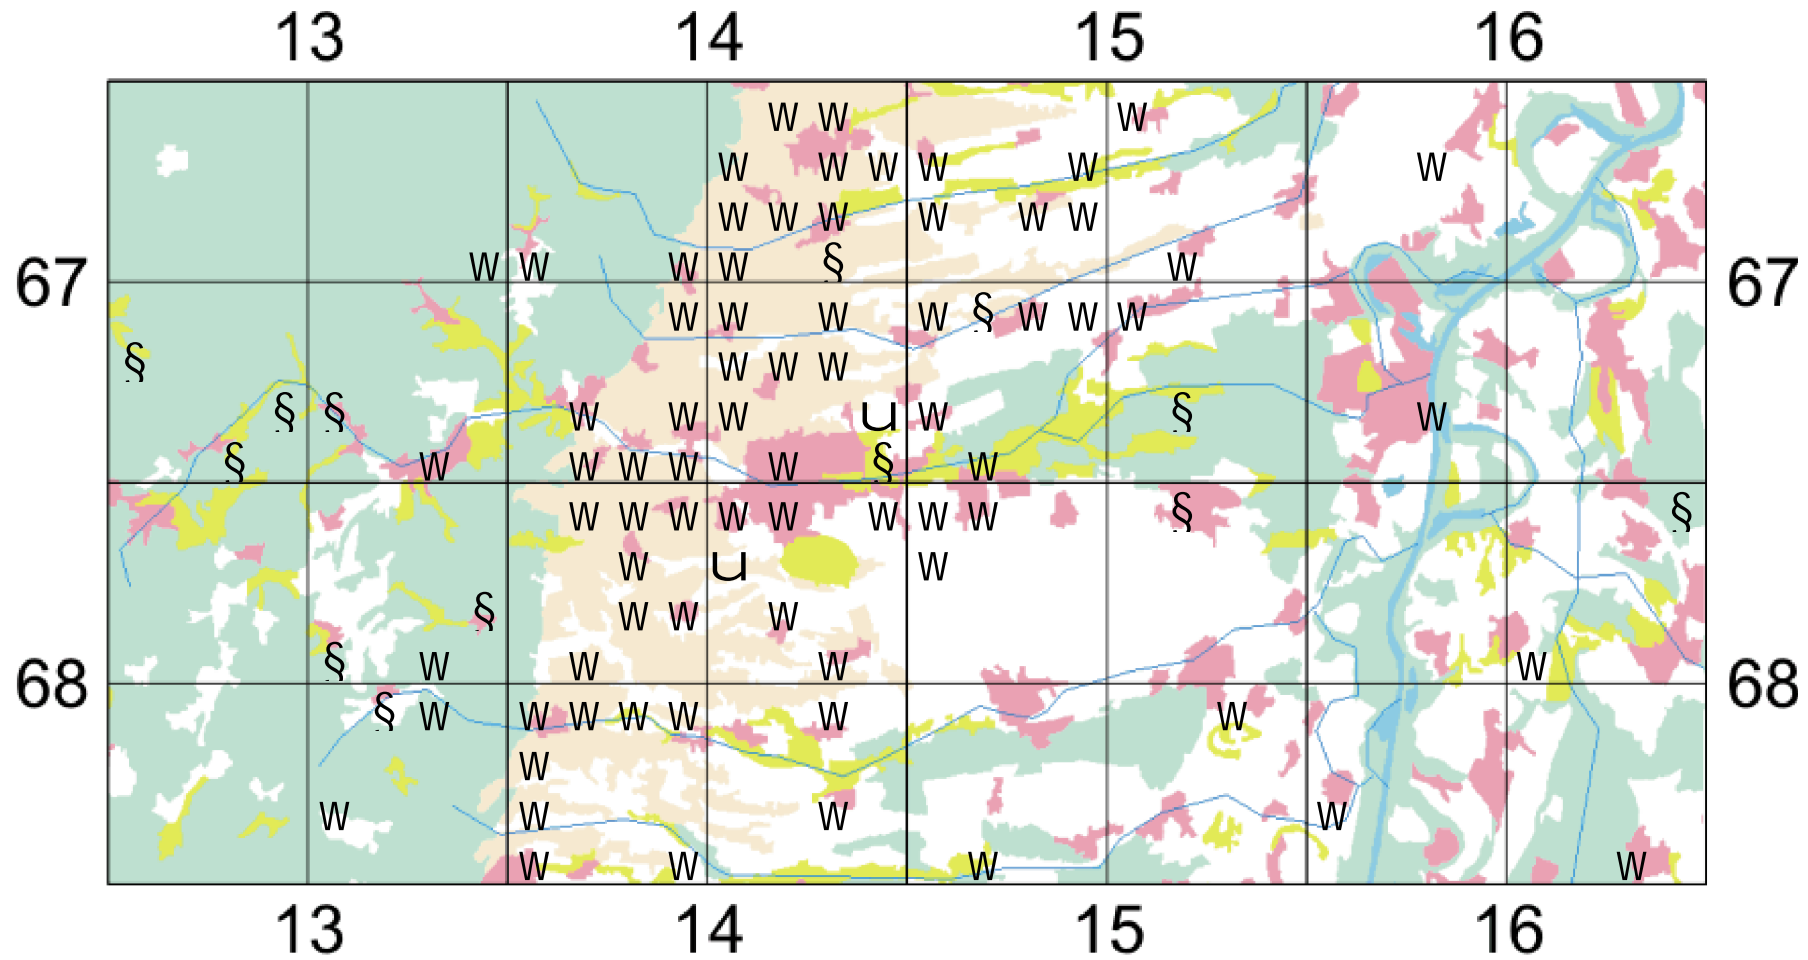 13 14 15 16
W W W
W W W W W W
W W W W W W
W W W W § W
67 67
W W W W § W W W
§ W W W
§ § W W W U W § W
§ W W W W W § W
W W W W W W W W § §
W U W
§ W W W
§ W W W W
68 68
§ W W W W W W W
W
W W W W
W W W W
13 14 15 16